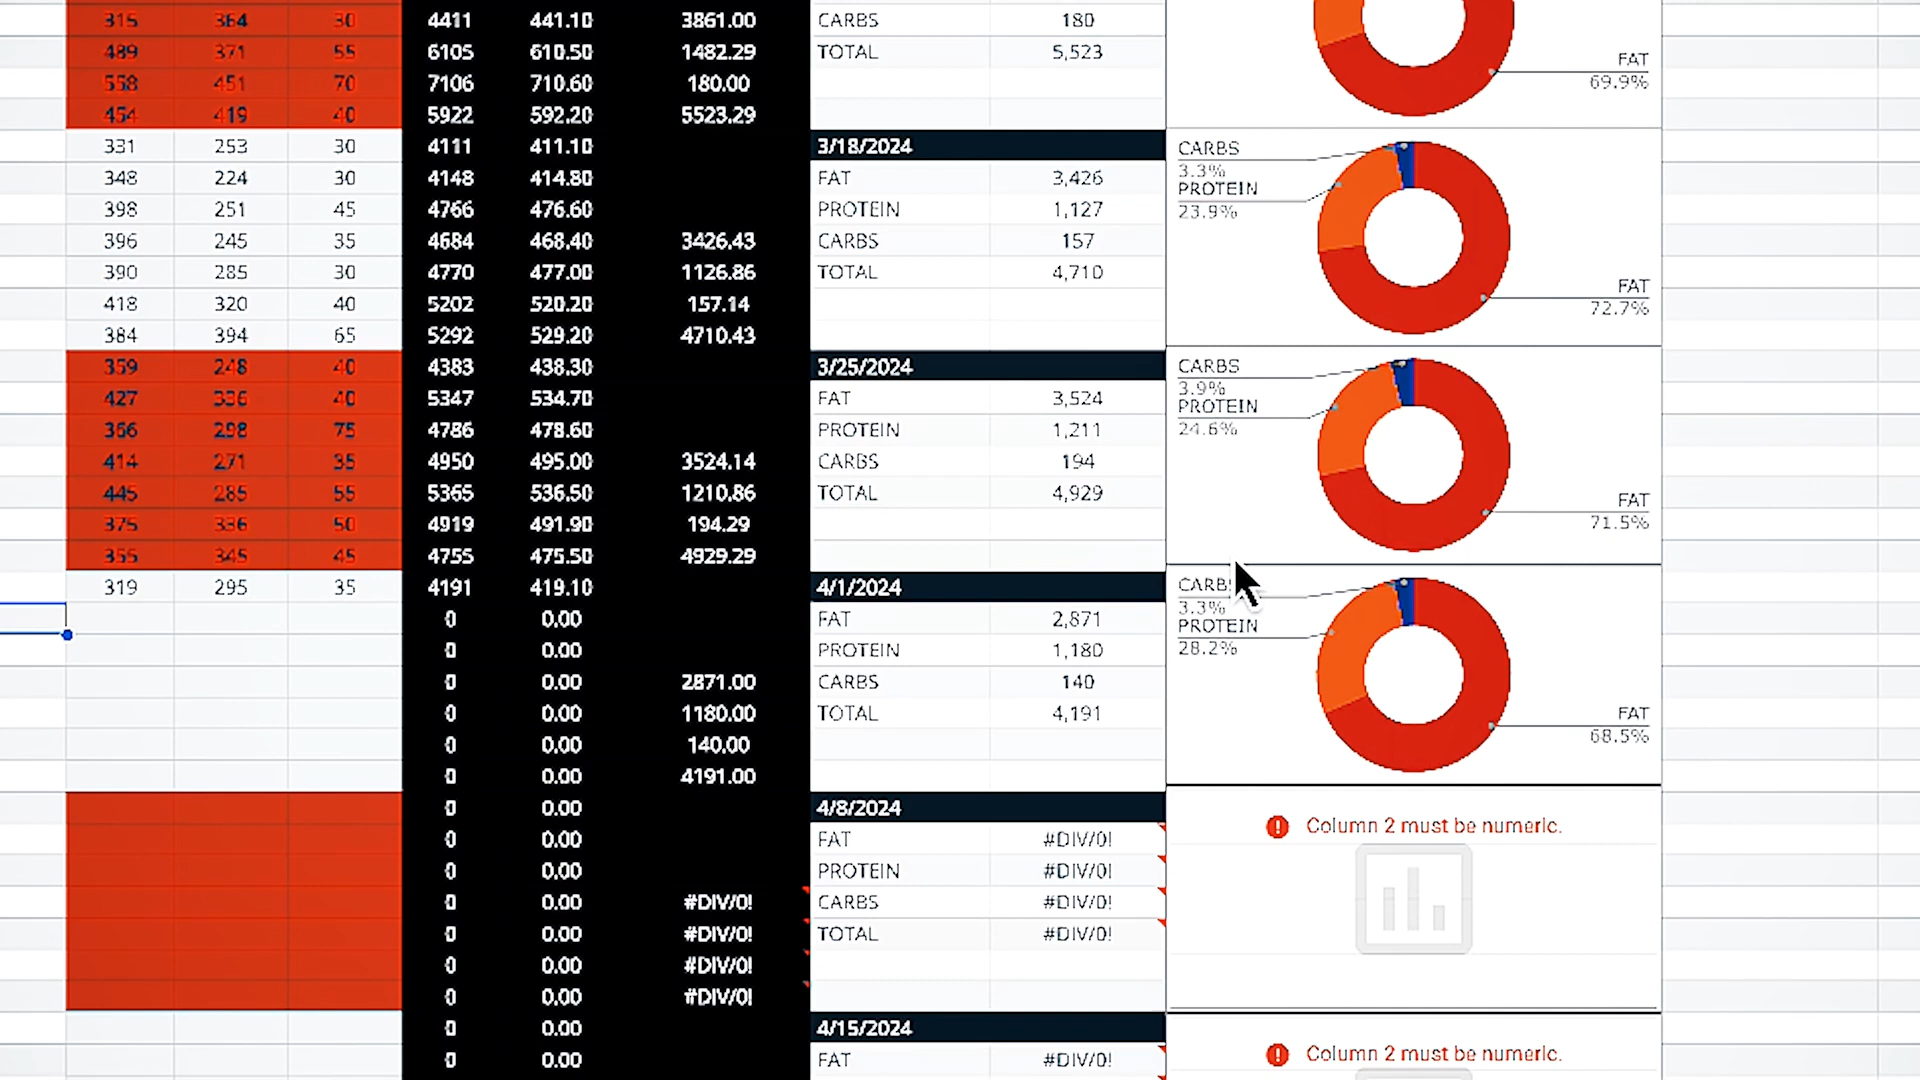 315 364 30 4411 441.10 3861.00 CARBS 180
489 371 55 6105 610.50 1482.29 TOTAL 5,523
FAT
558 451 70 7106 710.60 180.00
69.9%
454 419 40 5922 592.20 5523.29
331 253 30 4111 411.10 3/18/2024 CARBS
3.3%
348 224 30 4148 414.80 FAT 3,426
PROTEIN
398 251 45 4766 476.60 PROTEIN 1,127 23.9%
396 245 35 4684 468.40 3426.43 CARBS 157
390 285 30 4770 477.00 1126.86 TOTAL 4,710
FAT
418 320 40 5202 520.20 157.14 72.7%
384 394 65 5292 529.20 4710.43
359 248 40 4383 438.30 3/25/2024 CARBS
3.9%
427 336 40 5347 534.70 FAT 3,524
PROTEIN
366 298 75 4786 478.60 PROTEIN 1,211 24.6%
414 271 35 4950 495.00 3524.14 CARBS 194
445 285 55 5365 536.50 1210.86 TOTAL 4,929
FAT
375 336 50 4919 491.90 194.29 71.5%
355 345 45 4755 475.50 4929.29
319 295 35 4191 419.10 4/1/2024 CARBS
3.3%
0 0.00 FAT 2,871
PROTEIN
0 0.00 PROTEIN 1,180 28.2%
0 0.00 2871.00 CARBS 140
0 0.00 1180.00 TOTAL 4,191 FAT
68.5%
0 0.00 140.00
0 0.00 4191.00
0 0.00 4/8/2024
Column 2 must be numeric.
0 0.00 FAT #DIV/0!
0 0.00 PROTEIN #DIV/0!
0 0.00 #DIV/0! CARBS #DIV/0!
0 0.00 #DIV/0! TOTAL #DIV/0!
0 0.00 #DIV/0!
0 0.00 #DIV/0!
0 0.00 4/15/2024
Column 2 must be numeric.
0 0.00 FAT #DIV/0!